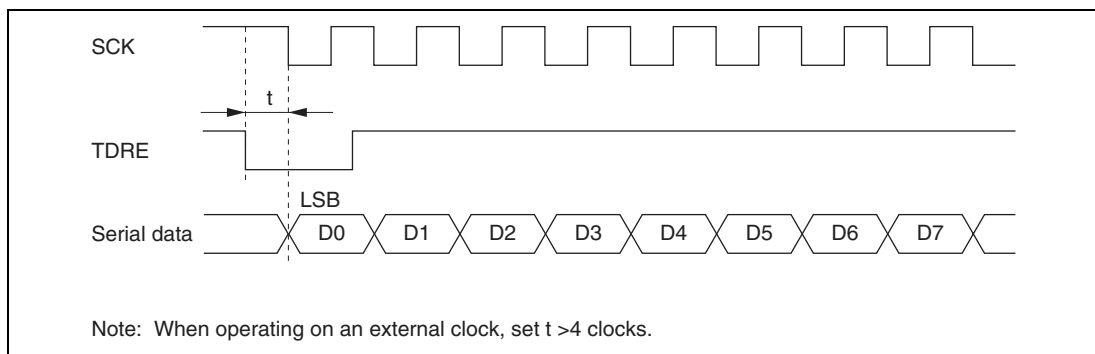 SCK
t
TDRE
LSB
Serial data
D0 D1 D2 D3 D4 D5 D6 D7
Note: When operating on an external clock, set t >4 clocks.